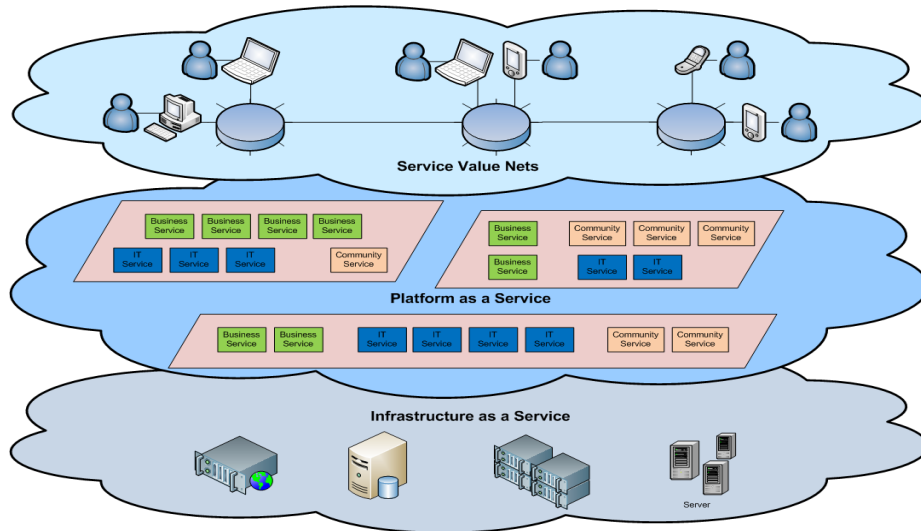 Service Value Nets
Business
Service
Business
Service
Business
Service
Business
Service
IT
Service
IT
Service
IT
Service
Community
Service
Business
Service
Community
Service
Community
Service
Community
Service
Business
Service
IT
Service
IT
Service
Platform as a Service
Business
Service
Business
Service
IT
Service
IT
Service
IT
Service
IT
Service
Community
Service
Community
Service
Infrastructure as a Service
Server